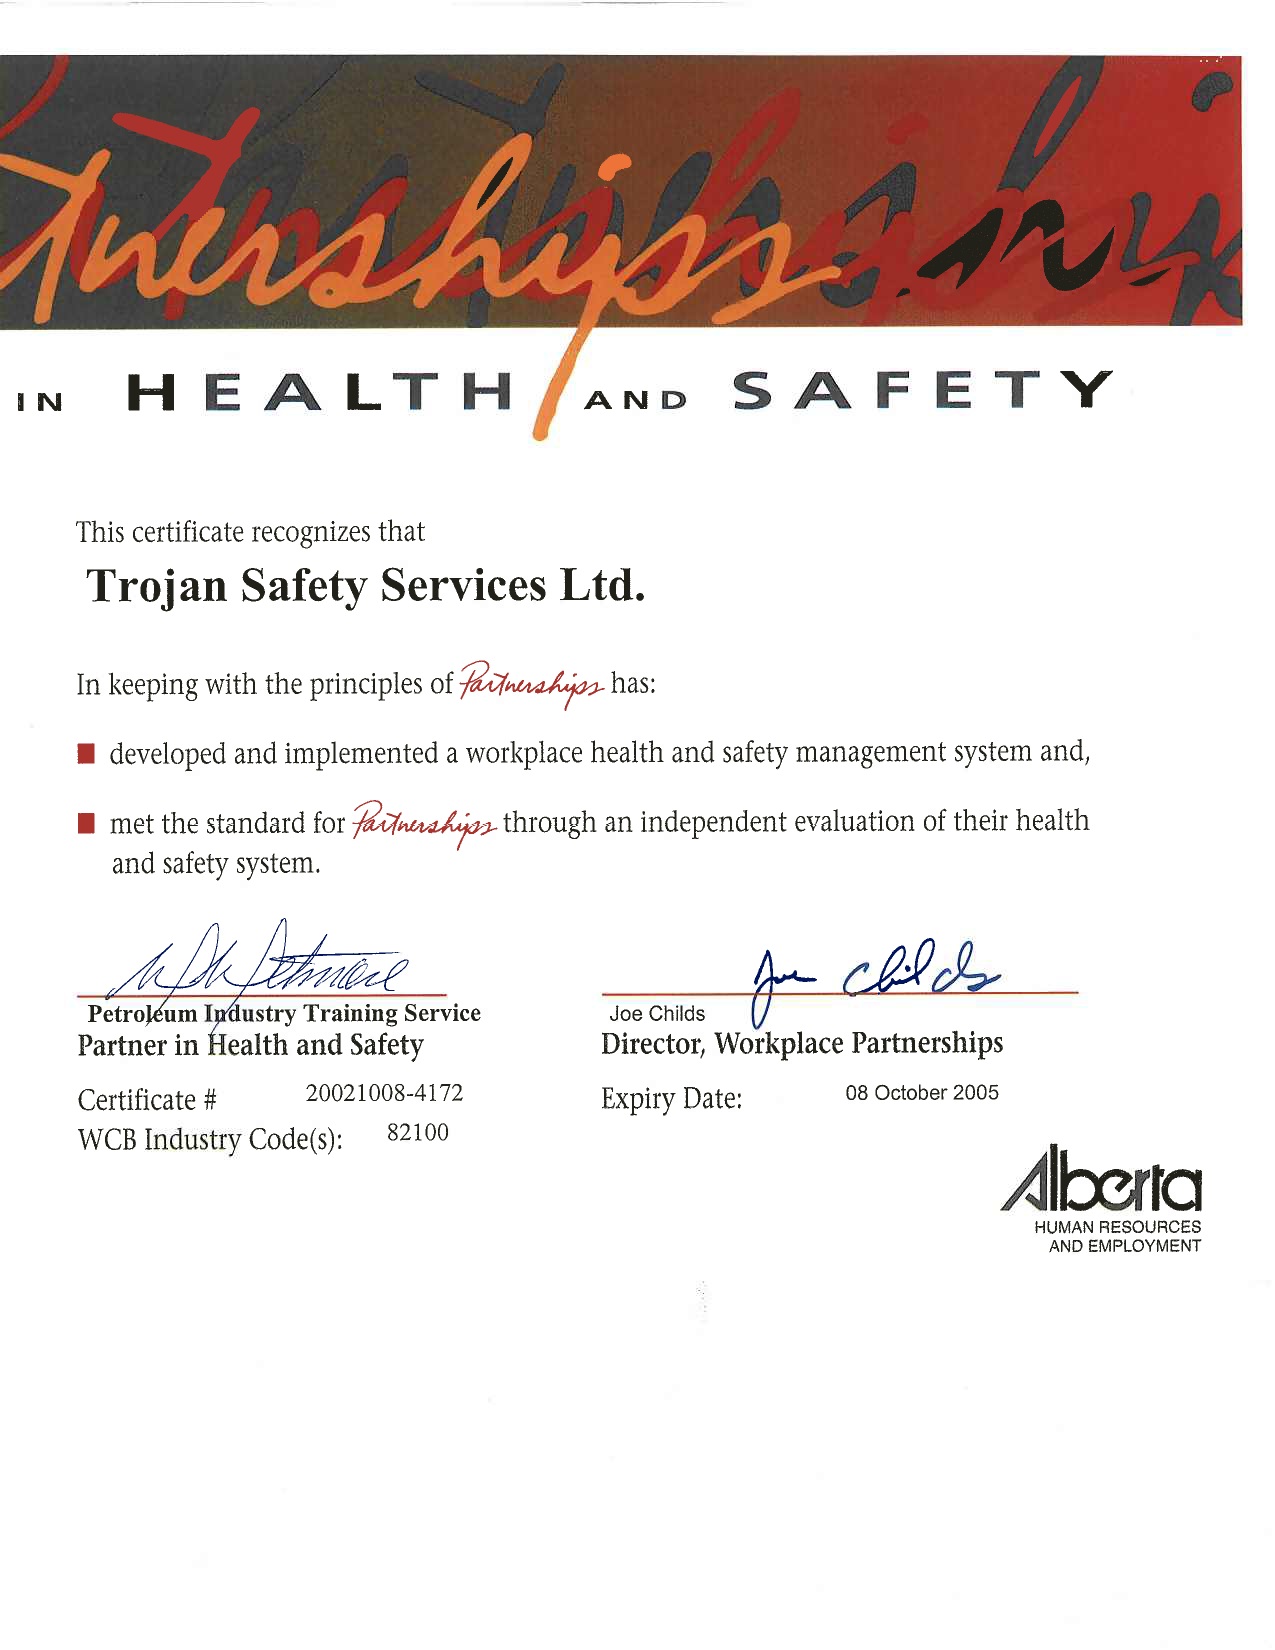 tnerships
IN HEALTH AND SAFETY
This certificate recognizes that
Trojan Safety Services Ltd.
In keeping with the principles of Partnerships has:
developed and implemented a workplace health and safety management system and,
met the standard for Partnerships through an independent evaluation of their health
and safety system.
Joe Childs
Petroleum Industry Training Service
Joe Childs
Partner in Health and Safety
Director, Workplace Partnerships
Certificate # 20021008-4172
Expiry Date: 08 October 2005
WCB Industry Code(s): 82100
Alberta
HUMAN RESOURCES
AND EMPLOYMENT